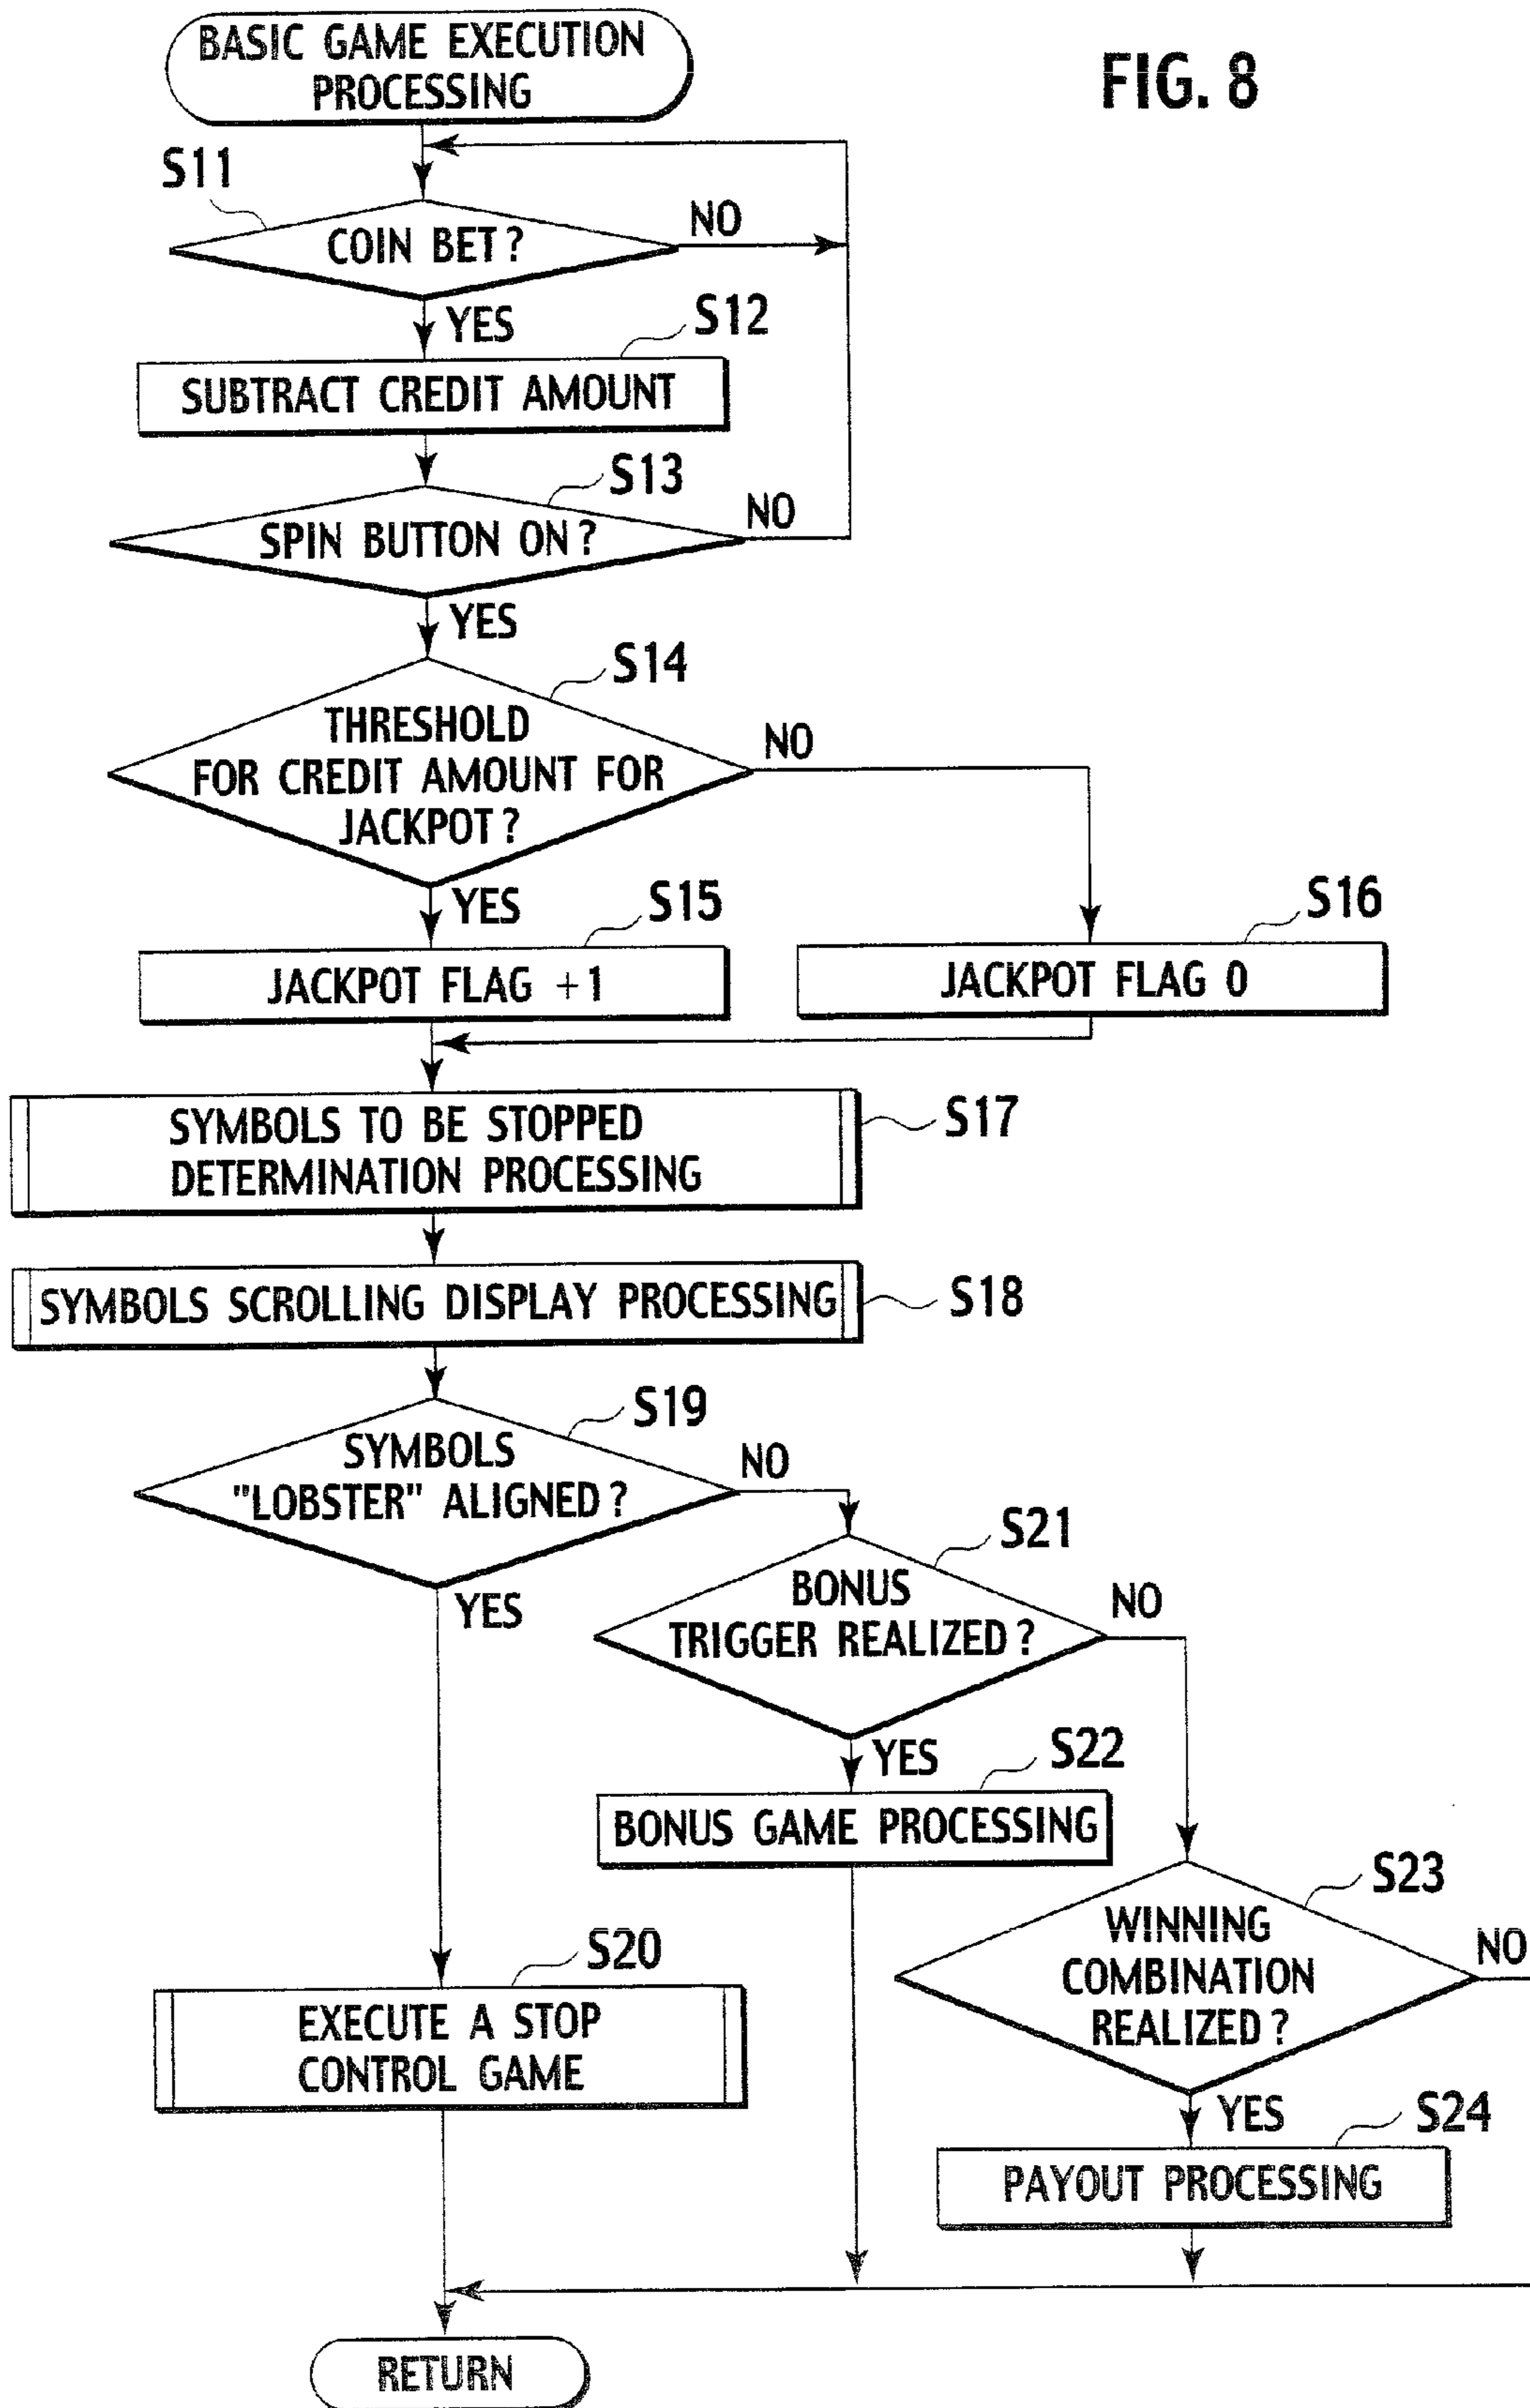 BASIC GAME EXECUTION
PROCESSING
FIG. 8
S11
COIN BET?
NO
YES
S12
SUBTRACT CREDIT AMOUNT
S13
SPIN BUTTON ON?
NO
YES
S14
THRESHOLD
FOR CREDIT AMOUNT FOR
JACKPOT?
NO
YES
S15
S16
JACKPOT FLAG +1
JACKPOT FLAG 0
SYMBOLS TO BE STOPPED
DETERMINATION PROCESSING
S17
SYMBOLS SCROLLING DISPLAY PROCESSING
S18
S19
SYMBOLS
"'LOBSTER" ALIGNED?
NO
YES
S21
BONUS
TRIGGER REALIZED?
NO
YES
S22
BONUS GAME PROCESSING
S23
WINNING
COMBINATION
REALIZED?
NO
S20
EXECUTE A STOP
CONTROL GAME
YES
S24
PAYOUT PROCESSING
RETURN